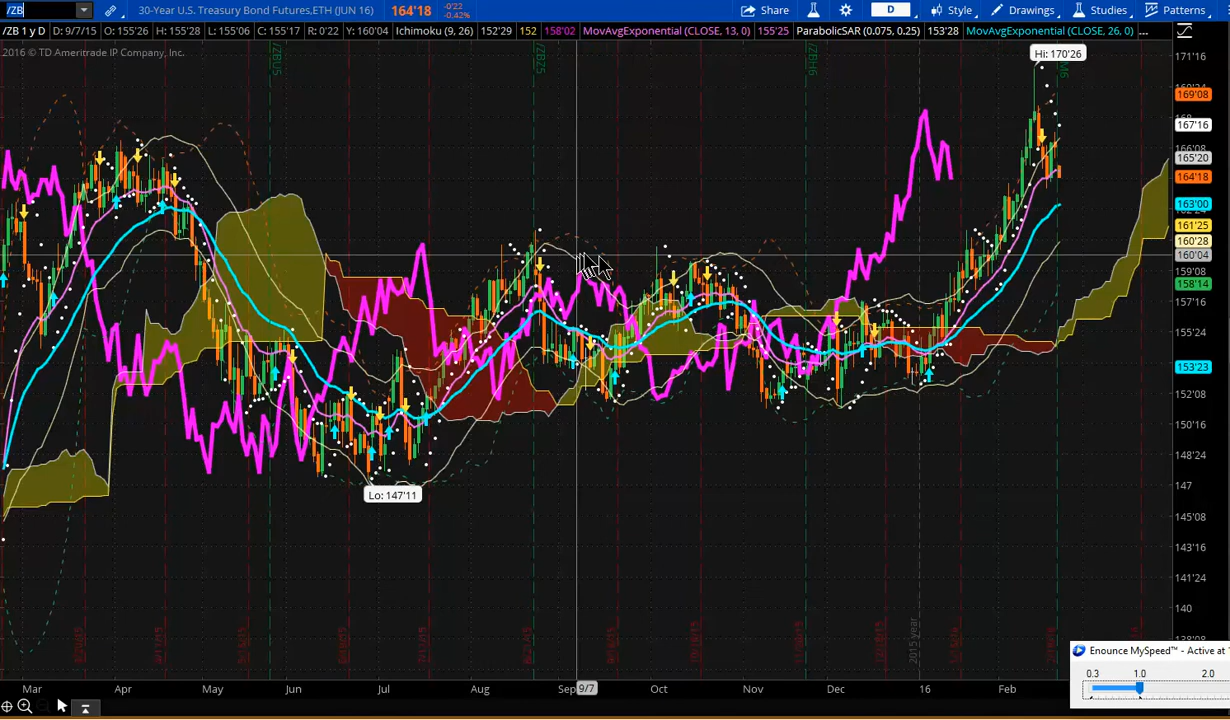 /ZB 30-Year U.S. Treasury Bond Futures,ETH (JUN 16) 164'18 -0'22 -0.42% Share D Style Drawings Studies Patterns
/ZB 1 y D D: 9/7/15 O: 155'26 H: 155'28 L: 155'06 C: 155'17 R: 0'22 Y: 160'04 Ichimoku (9, 26) 152'29 152 158'02 MovAvgExponential (CLOSE, 13, 0) 155'25 ParabolicSAR (0.075, 0.25) 153'28 MovAvgExponential (CLOSE, 26, 0) ...
2016 © TD Ameritrade IP Company, Inc.
Hi: 170'26
/ZBU5
/ZBZ5
/ZBH6
171'16
169'08
167'16
166'08
165'20
164'18
163'00
161'25
160'28
160'04
159'08
158'14
157'16
155'24
153'23
152'08
150'16
148'24
147
145'08
143'16
141'24
140
Lo: 147'11
2015 year
Enounce MySpeed™ - Active at
0.3 1.0 2.0
Mar Apr May Jun Jul Aug Sep 9/7 Oct Nov Dec 16 Feb